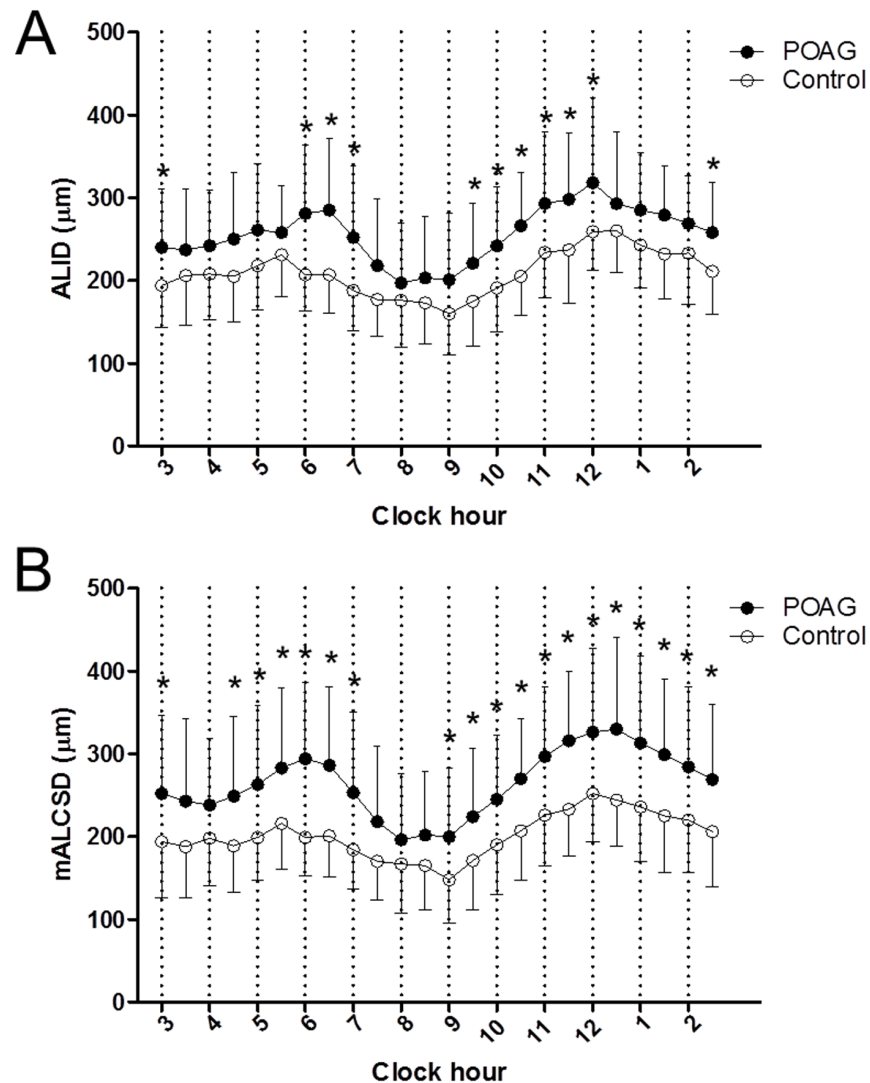 A
500
400
300
200
100
0
ALID (μm)
* * * * * * * * * * * *
POAG
Control
3 4 5 6 7 8 9 10 11 12 1 2
Clock hour
B
500
400
300
200
100
0
mALCSD (μm)
* * * * * * * * * * * * * * * * * *
POAG
Control
3 4 5 6 7 8 9 10 11 12 1 2
Clock hour